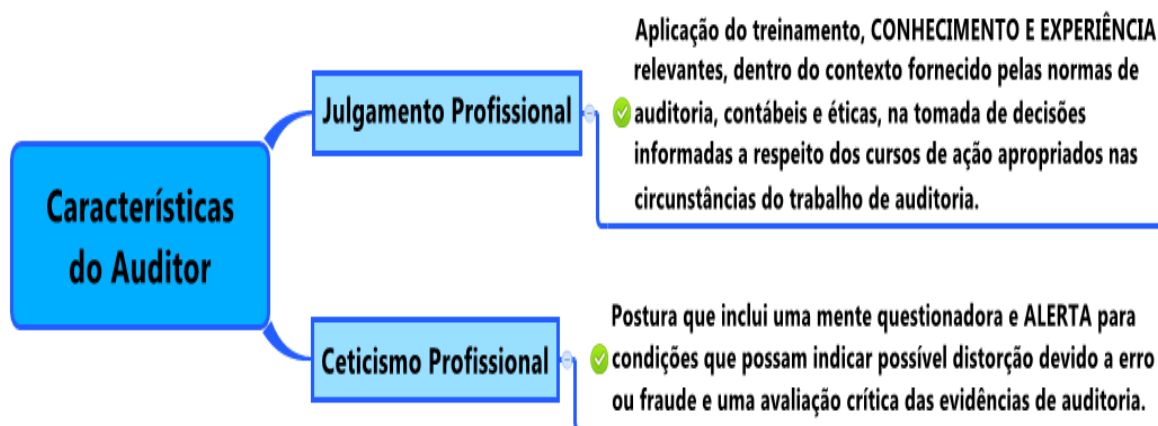 Características
do Auditor
Julgamento Profissional
Aplicação do treinamento, CONHECIMENTO E EXPERIÊNCIA
relevantes, dentro do contexto fornecido pelas normas de
auditoria, contábeis e éticas, na tomada de decisões
informadas a respeito dos cursos de ação apropriados nas
circunstâncias do trabalho de auditoria.
Ceticismo Profissional
Postura que inclui uma mente questionadora e ALERTA para
condições que possam indicar possível distorção devido a erro
ou fraude e uma avaliação crítica das evidências de auditoria.